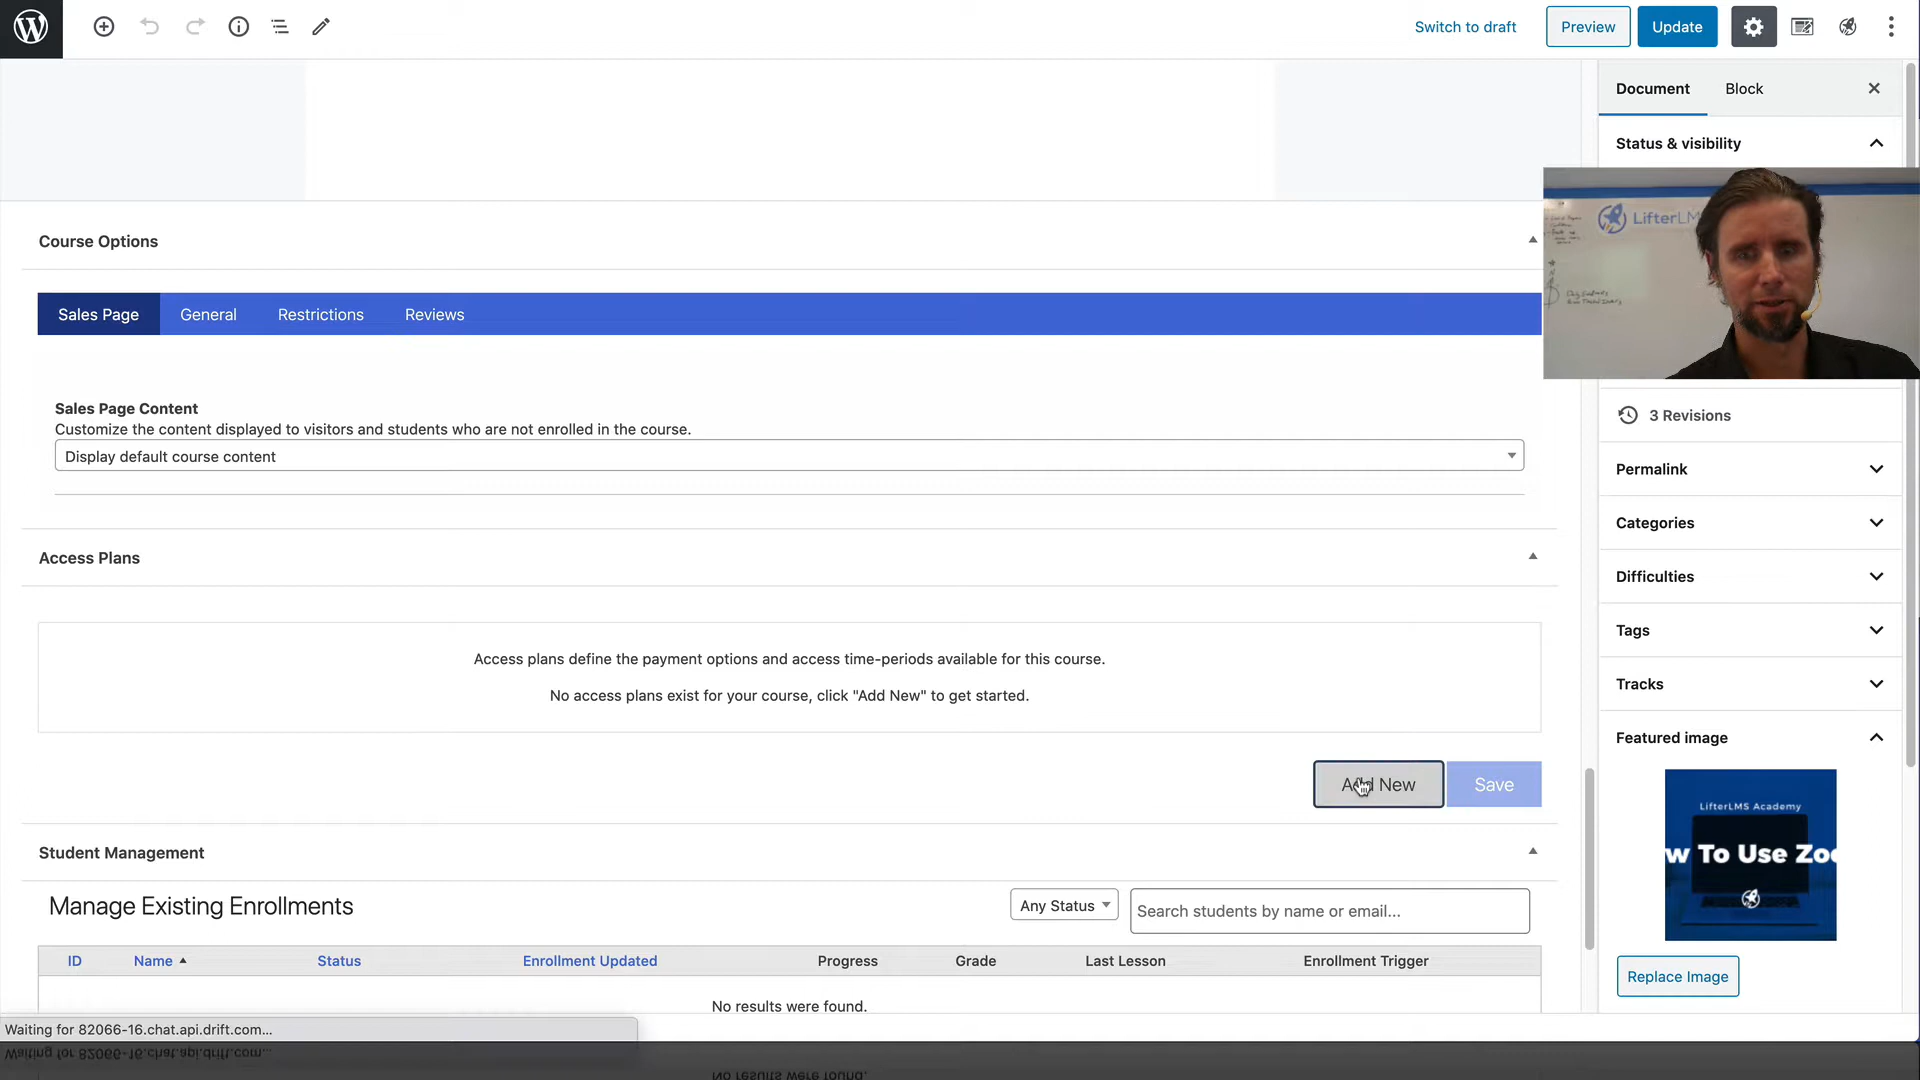 Switch to draft
Preview
Update
Document
Block
Status & visibility
LifterLM
Course Options
Sales Page
General
Restrictions
Reviews
Sales Page Content
Customize the content displayed to visitors and students who are not enrolled in the course.
Display default course content
3 Revisions
Permalink
Categories
Difficulties
Tags
Tracks
Featured image
LifterLMS Academy
w To Use Zoo
Replace Image
Access Plans
Access plans define the payment options and access time-periods available for this course.
No access plans exist for your course, click "Add New" to get started.
Add New
Save
Student Management
Manage Existing Enrollments
Any Status
Search students by name or email...
ID
Name
Status
Enrollment Updated
Progress
Grade
Last Lesson
Enrollment Trigger
No results were found.
Waiting for 82066-16.chat.api.drift.com...